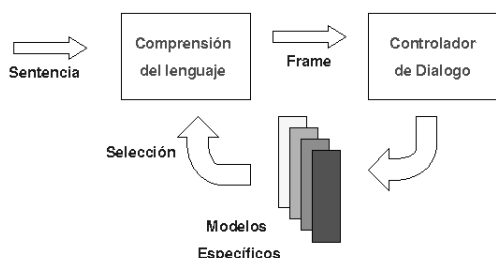 Sentencia
Comprensión
del lenguaje
Frame
Controlador
de Dialogo
Selección
Modelos
Específicos